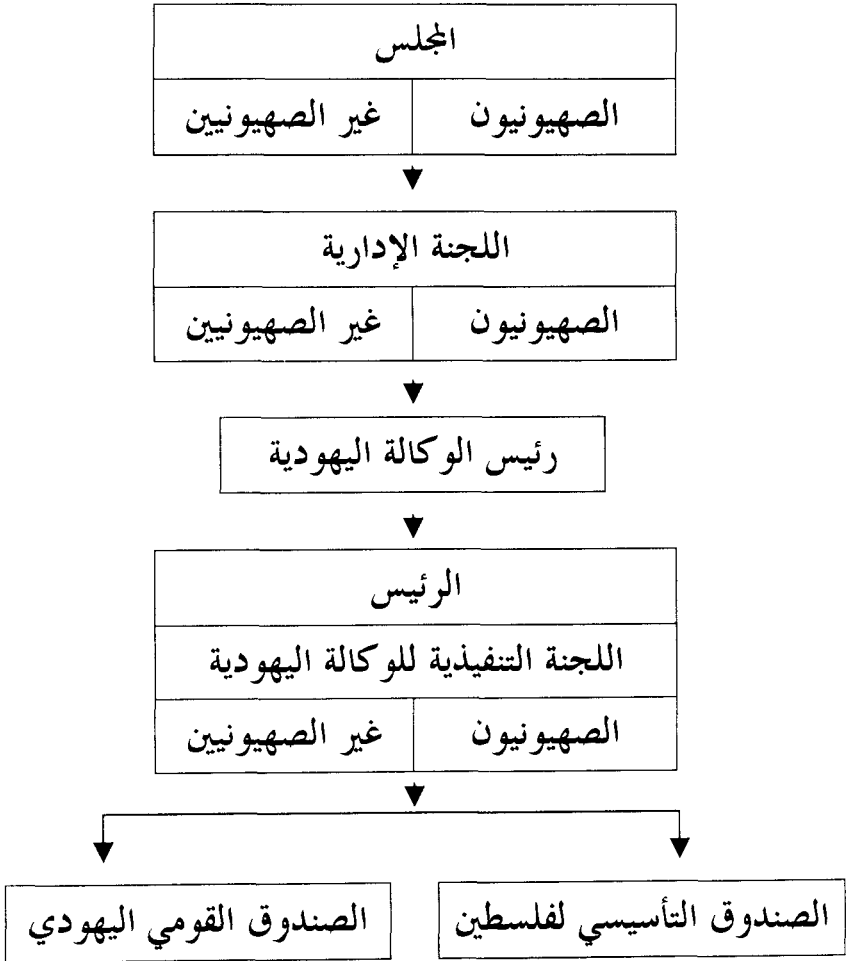 المجلس
الصهيونيون غير الصهيونيين
اللجنة الإدارية
الصهيونيون غير الصهيونيين
رئيس الوكالة اليهودية
الرئيس
اللجنة التنفيذية للوكالة اليهودية
الصهيونيون غير الصهيونيين
الصندوق التأسيسي لفلسطين الصندوق القومي اليهودي